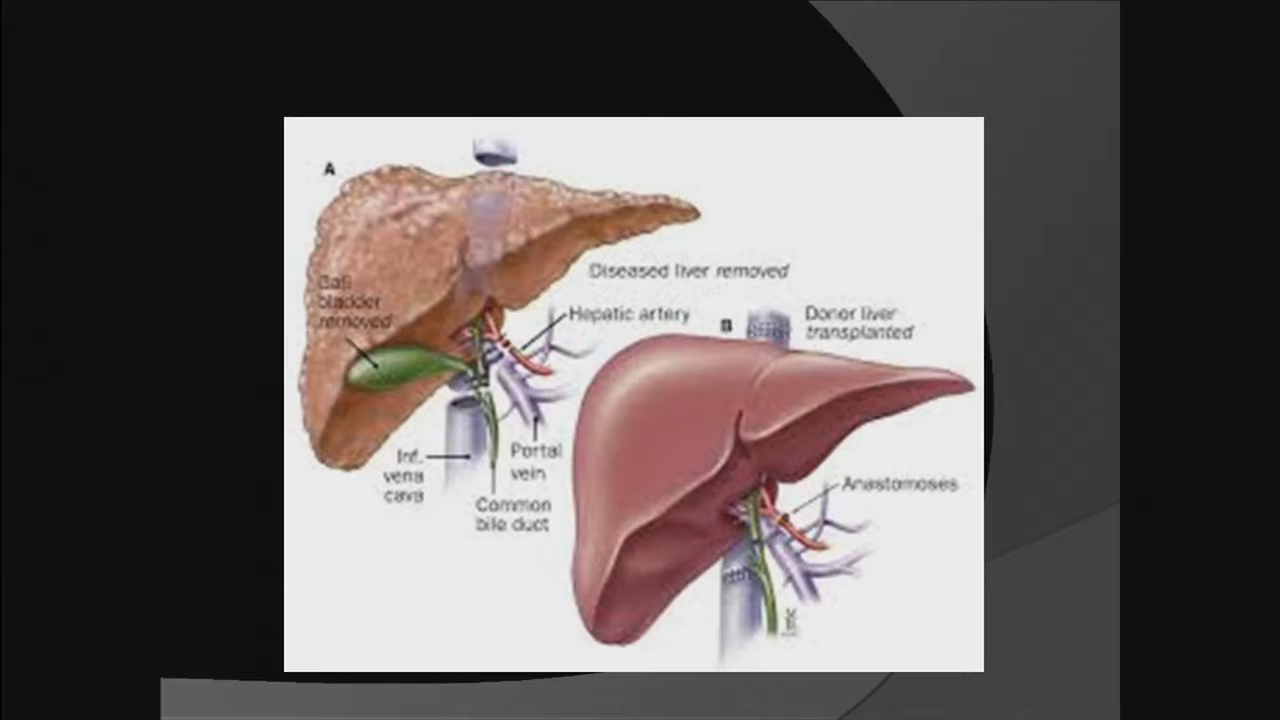 A
Gall
bladder
removed
Diseased liver removed
Hepatic artery
Inf.
vena
cava
Portal
vein
Common
bile duct
B
Donor liver
transplanted
Anastomoses